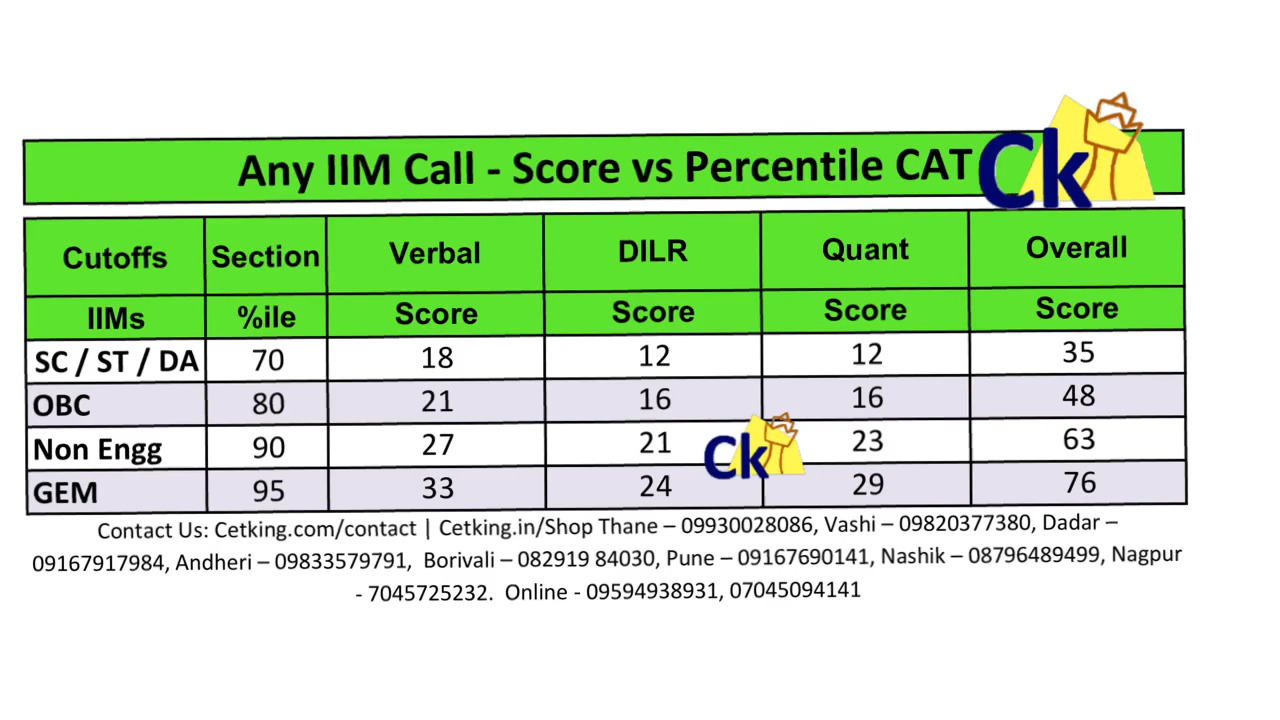 Any IIM Call - Score vs Percentile CAT
Ck
Cutoffs Section Verbal DILR Quant Overall
IIMs %ile Score Score Score Score
SC / ST / DA 70 18 12 12 35
OBC 80 21 16 16 48
Non Engg 90 27 21 23 63
Ck
GEM 95 33 24 29 76
Contact Us: Cetking.com/contact | Cetking.in/Shop Thane – 09930028086, Vashi – 09820377380, Dadar –
09167917984, Andheri – 09833579791, Borivali – 082919 84030, Pune – 09167690141, Nashik – 08796489499, Nagpur
- 7045725232. Online - 09594938931, 07045094141